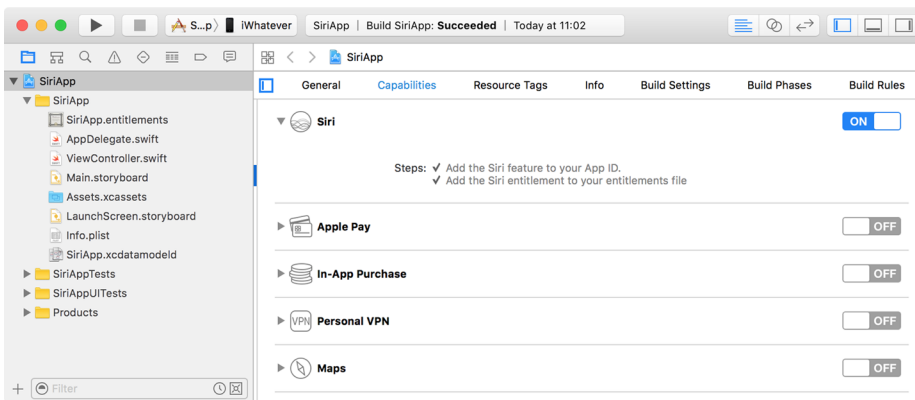 S...p⟩ iWhatever SiriApp | Build SiriApp: Succeeded | Today at 11:02
SiriApp
General Capabilities Resource Tags Info Build Settings Build Phases Build Rules
SiriApp
SiriApp
SiriApp.entitlements
AppDelegate.swift
ViewController.swift
Main.storyboard
Assets.xcassets
LaunchScreen.storyboard
Info.plist
SiriApp.xcdatamodeld
SiriAppTests
SiriAppUITests
Products
Filter
Siri ON
Steps: ✓ Add the Siri feature to your App ID.
✓ Add the Siri entitlement to your entitlements file
Apple Pay OFF
In-App Purchase OFF
VPN Personal VPN OFF
Maps OFF